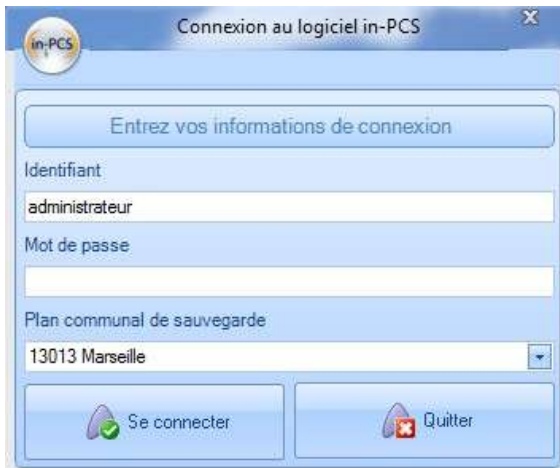 Connexion au logiciel in-PCS
in-PCS
Entrez vos informations de connexion
Identifiant
administrateur
Mot de passe
Plan communal de sauvegarde
13013 Marseille
Se connecter
Quitter